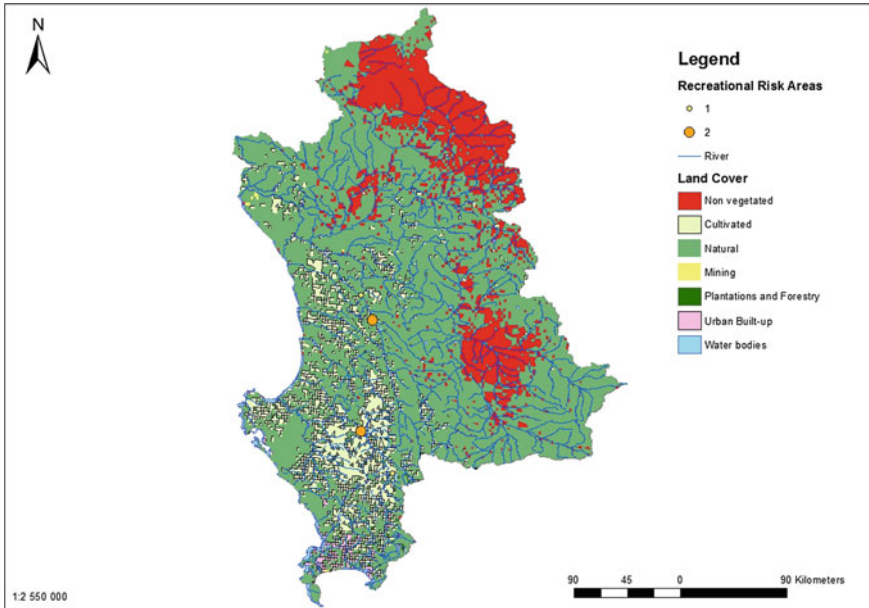 N
Legend
Recreational Risk Areas
1
2
River
Land Cover
Non vegetated
Cultivated
Natural
Mining
Plantations and Forestry
Urban Built-up
Water bodies
1:2 550 000
90 45 0 90 Kilometers